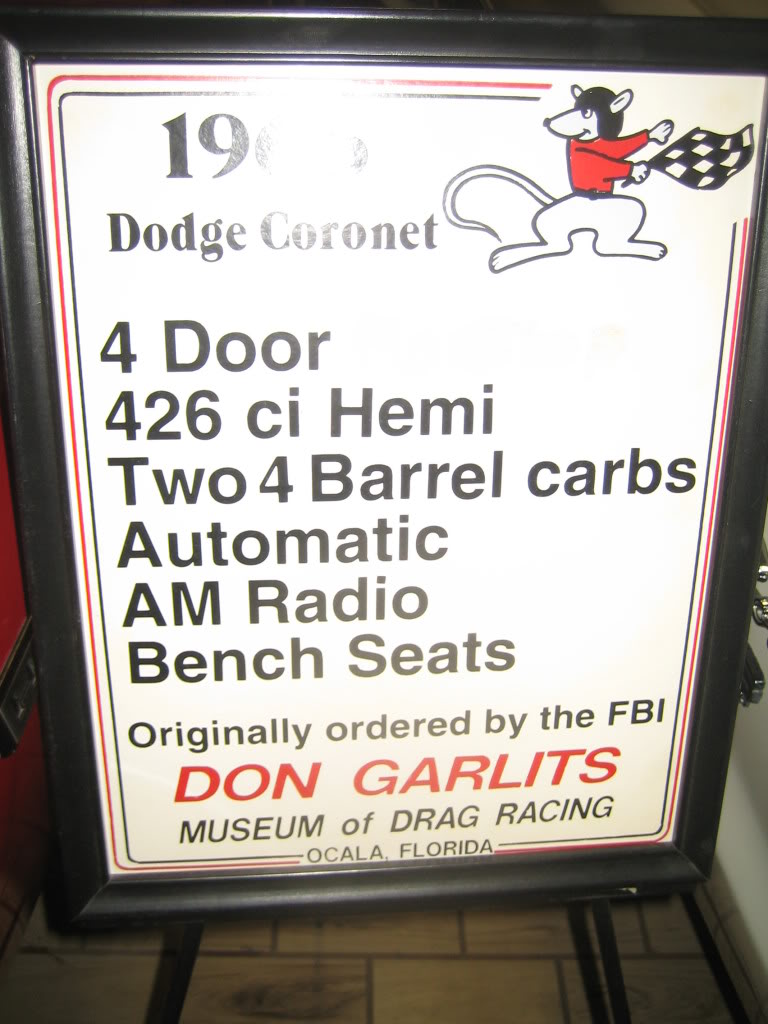 19
Dodge Coronet
4 Door
426 ci Hemi
Two 4 Barrel carbs
Automatic
AM Radio
Bench Seats
Originally ordered by the FBI
DON GARLITS
MUSEUM of DRAG RACING
OCALA, FLORIDA